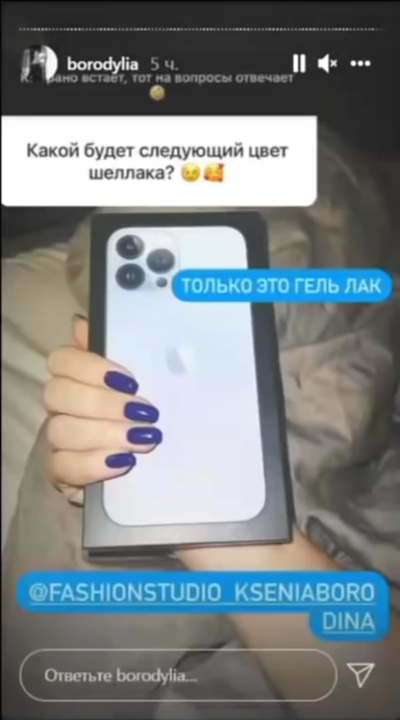 borodylia 5 ч.
рано встает, тот на вопросы отвечает
Какой будет следующий цвет
шеллака? 😉🥰
ТОЛЬКО ЭТО ГЕЛЬ ЛАК
@FASHIONSTUDIO_KSENIABORO
DINA
Ответьте borodylia...